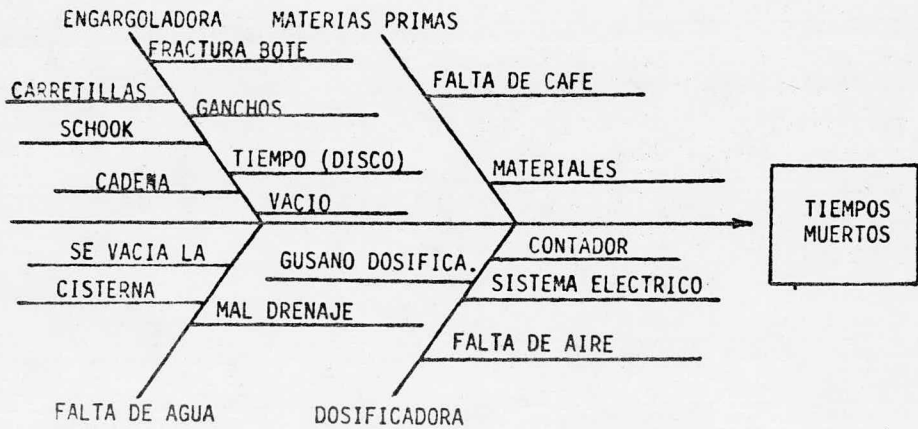 ENGARGOLADORA
MATERIAS PRIMAS
FRACTURA BOTE
CARRETILLAS
GANCHOS
SCHOOK
TIEMPO (DISCO)
CADENA
VACIO
FALTA DE CAFE
MATERIALES
TIEMPOS
MUERTOS
SE VACIA LA
CISTERNA
MAL DRENAJE
GUSANO DOSIFICA.
CONTADOR
SISTEMA ELECTRICO
FALTA DE AIRE
FALTA DE AGUA
DOSIFICADORA